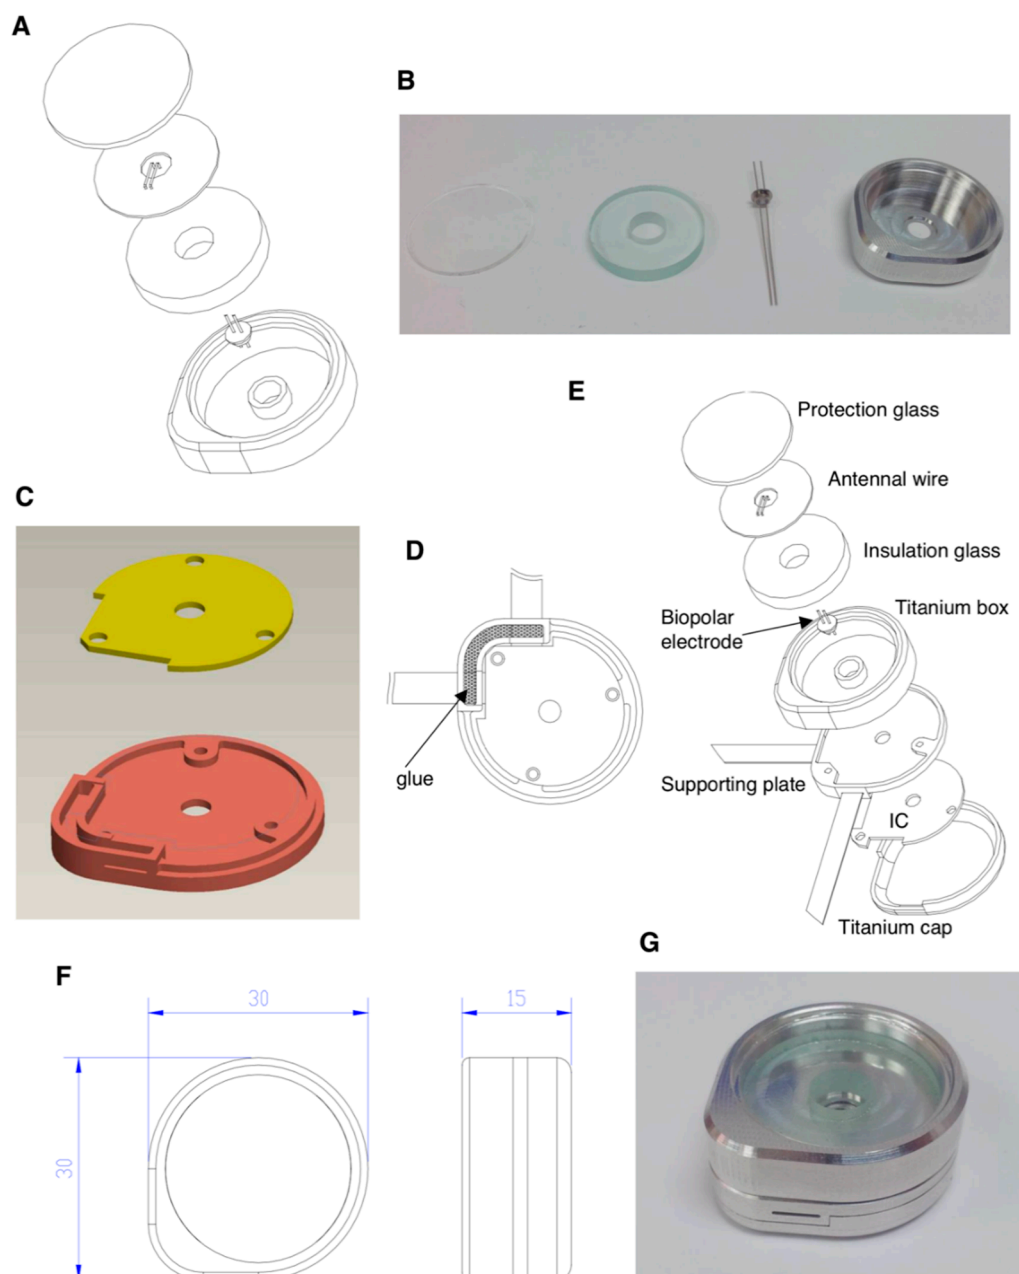 A
B
C
D
glue
E
Protection glass
Antennal wire
Insulation glass
Biopolar
electrode
Titanium box
Supporting plate
IC
Titanium cap
F
30
15
30
G